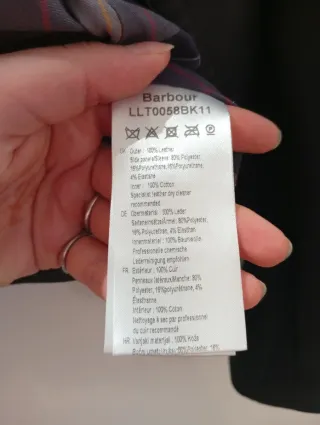 Barbour
LLT0058BK11
P
Outer : 100% Leather
Side panels/Sleeve: 80% Polyester,
16%Polyurethane, 4%
4% Elastane
Inner : 100% Cotton
Specialist leather dry cleaner
recommended
DE Obermaterial : 100% Leder
80%Polyester,
16% Polyurethan, 4% Elasthan
Innenmaterial : 100% Baumwolle
Professionelle chemische
Lederreinigung empfohlen
FR Extérieur : 100% Cuir
Panneaux latéraux/Manche: 80%
Polyester, 16%polyuréthane, 4%
Élasthanne
Intérieur : 100% Coton
Nettoyage à sec par professionnel
du cuir recommandé
HR Vanjski materijal : 100% Koža